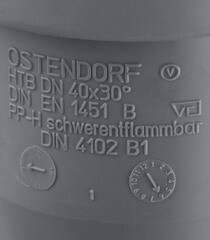 OSTENDORF
HTB DN 40x30°
DIN EN 1451 B
PP-H schwerentflammbar
DIN 4102 B1
1